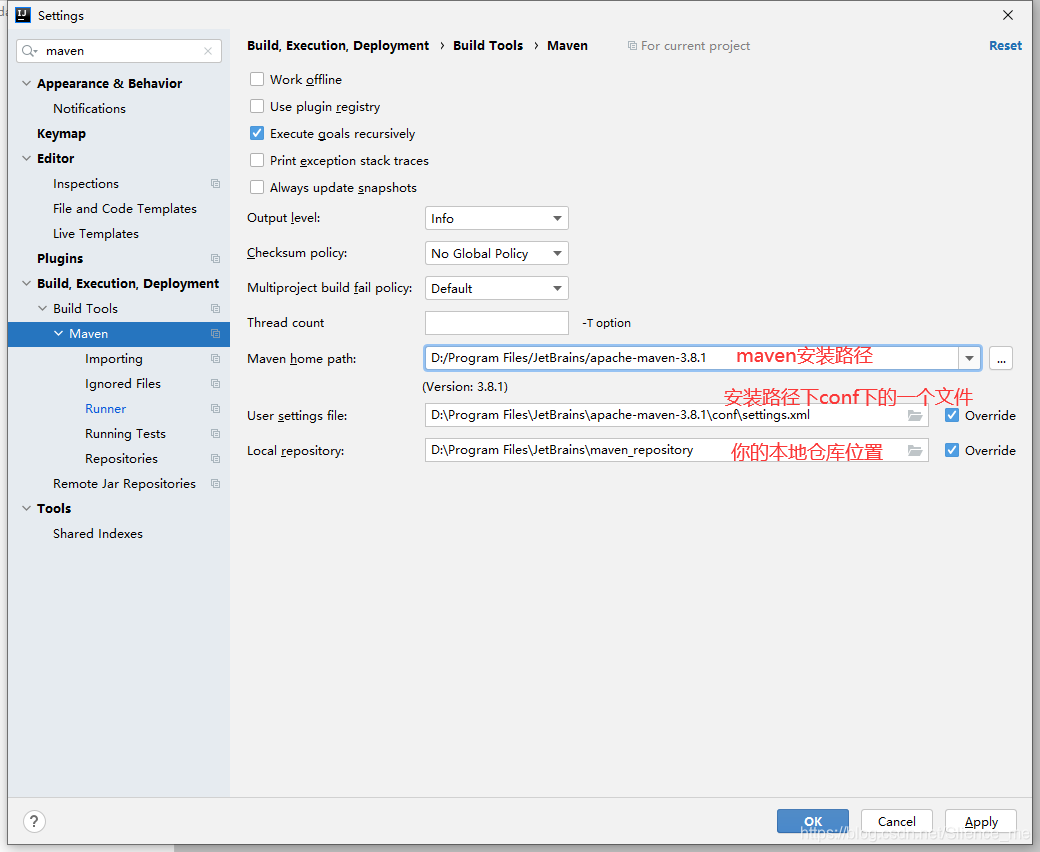 Settings
maven
Appearance & Behavior
Notifications
Keymap
Editor
Inspections
File and Code Templates
Live Templates
Plugins
Build, Execution, Deployment
Build Tools
Maven
Importing
Ignored Files
Runner
Running Tests
Repositories
Remote Jar Repositories
Tools
Shared Indexes
Build, Execution, Deployment › Build Tools › Maven For current project Reset
Work offline
Use plugin registry
Execute goals recursively
Print exception stack traces
Always update snapshots
Output level: Info
Checksum policy: No Global Policy
Multiproject build fail policy: Default
Thread count -T option
Maven home path: D:/Program Files/JetBrains/apache-maven-3.8.1 maven安装路径 ...
(Version: 3.8.1)
安装路径下conf下的一个文件
User settings file: D:\Program Files\JetBrains\apache-maven-3.8.1\conf\settings.xml Override
Local repository: D:\Program Files\JetBrains\maven_repository 你的本地仓库位置 Override
? OK Cancel Apply